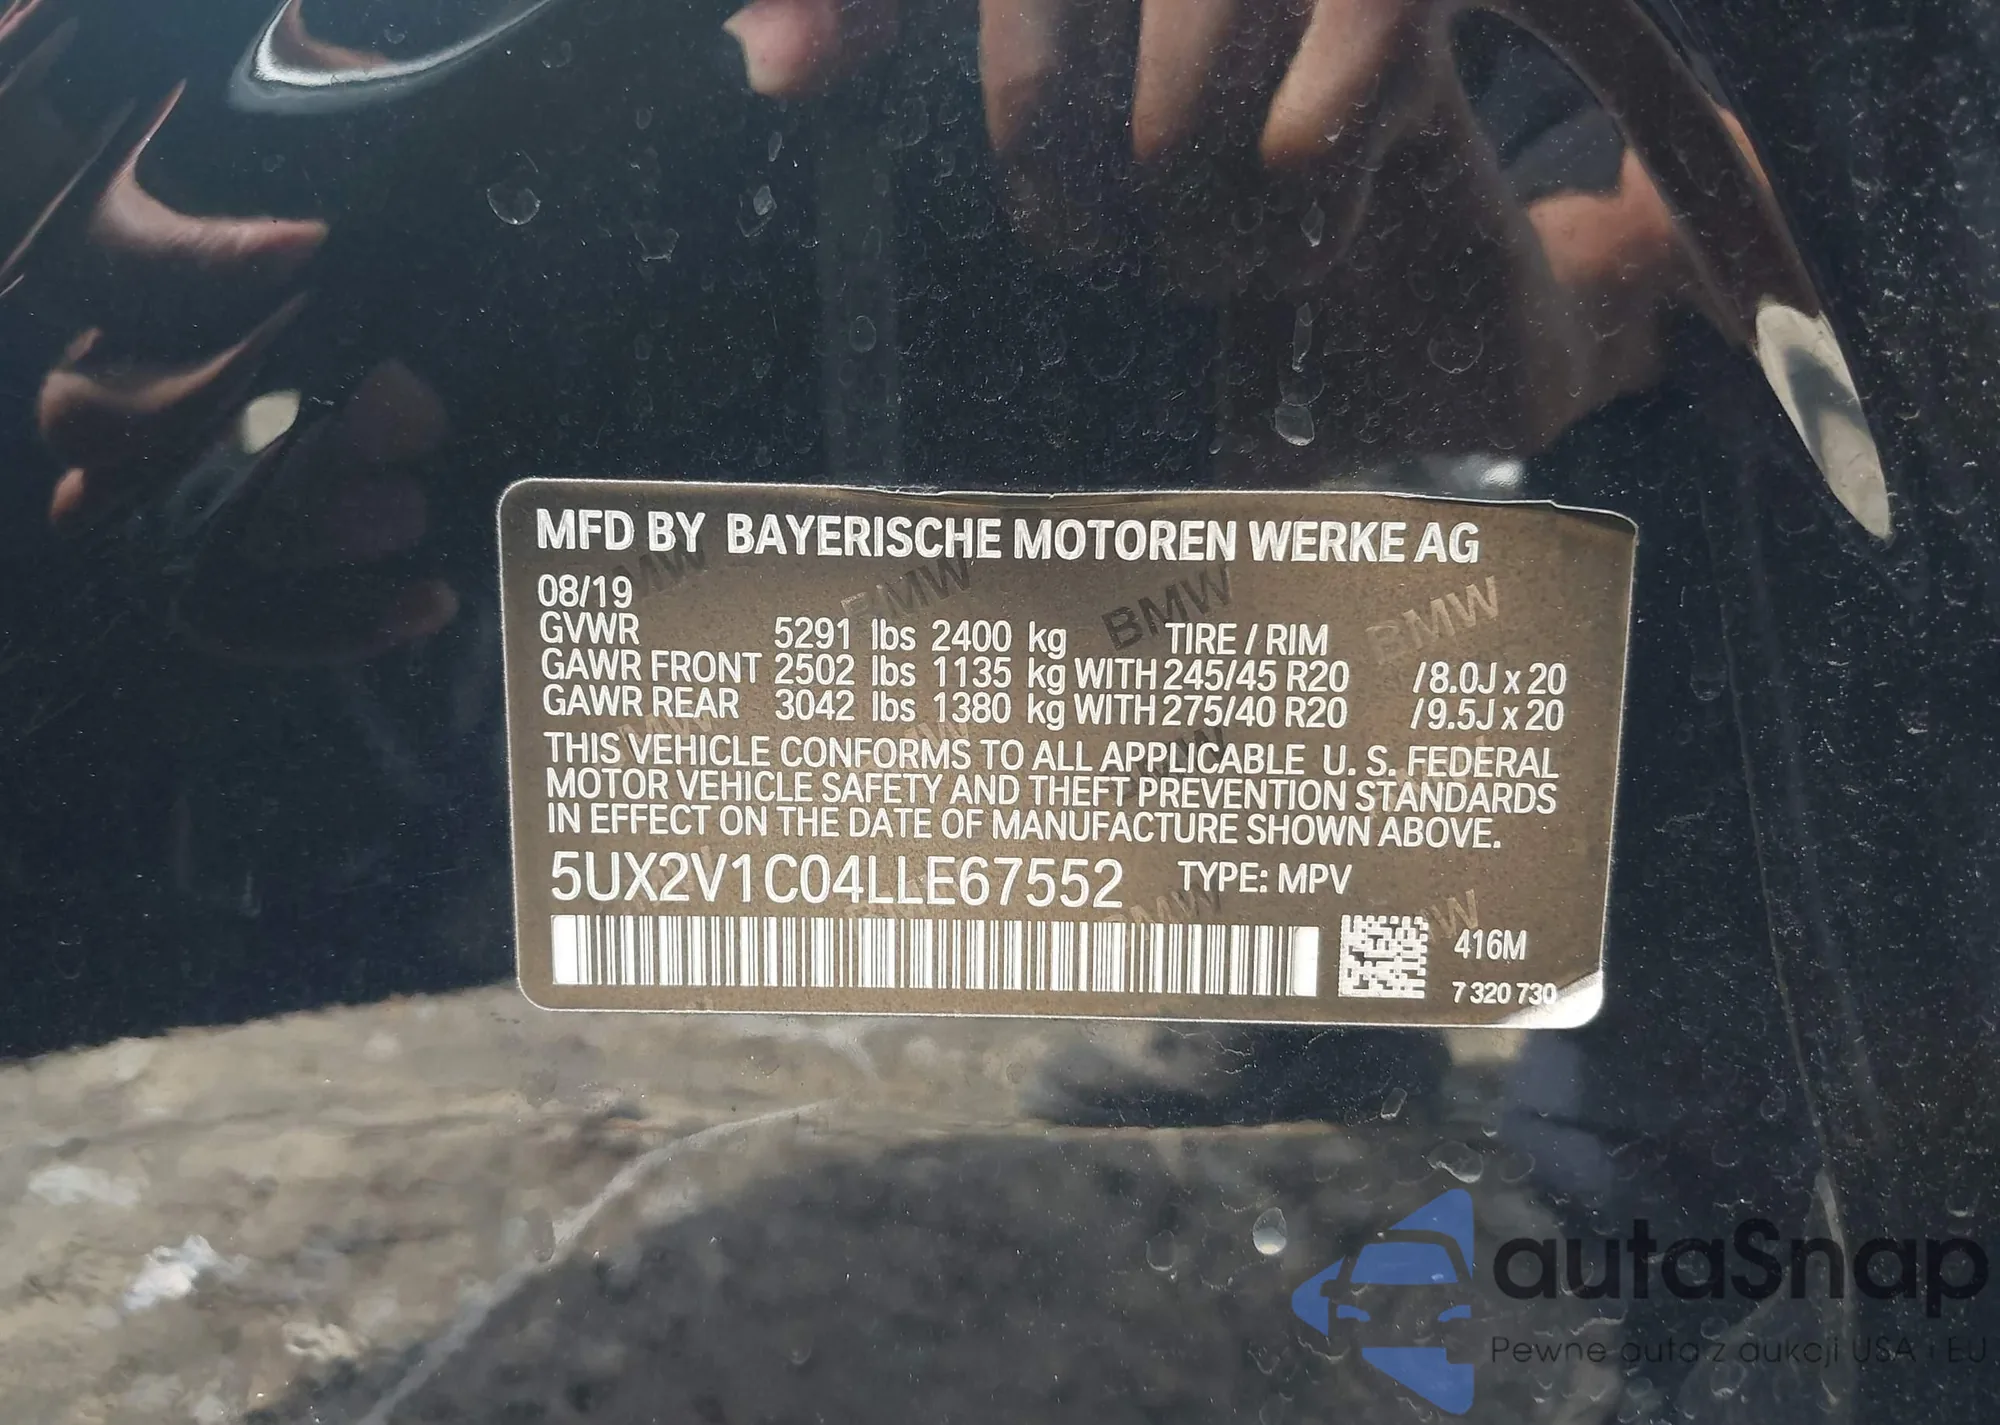 MFD BY BAYERISCHE MOTOREN WERKE AG
08/19
GVWR 5291 lbs 2400 kg TIRE / RIM
GAWR FRONT 2502 lbs 1135 kg WITH 245/45 R20 /8.0J x 20
GAWR REAR 3042 lbs 1380 kg WITH 275/40 R20 /9.5J x 20
THIS VEHICLE CONFORMS TO ALL APPLICABLE U. S. FEDERAL
MOTOR VEHICLE SAFETY AND THEFT PREVENTION STANDARDS
IN EFFECT ON THE DATE OF MANUFACTURE SHOWN ABOVE.
5UX2V1C04LLE67552 TYPE: MPV
416M
7 320 730
autaSnap
Pewne auta z aukcji USA i EU